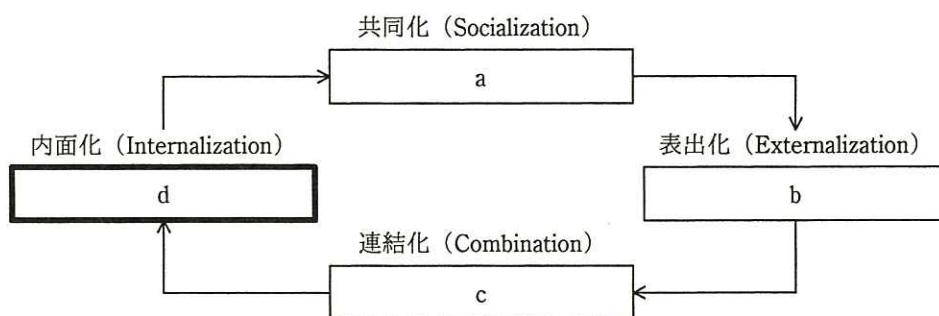 共同化（Socialization）
a
内面化（Internalization）
d
表出化（Externalization）
b
連結化（Combination）
c